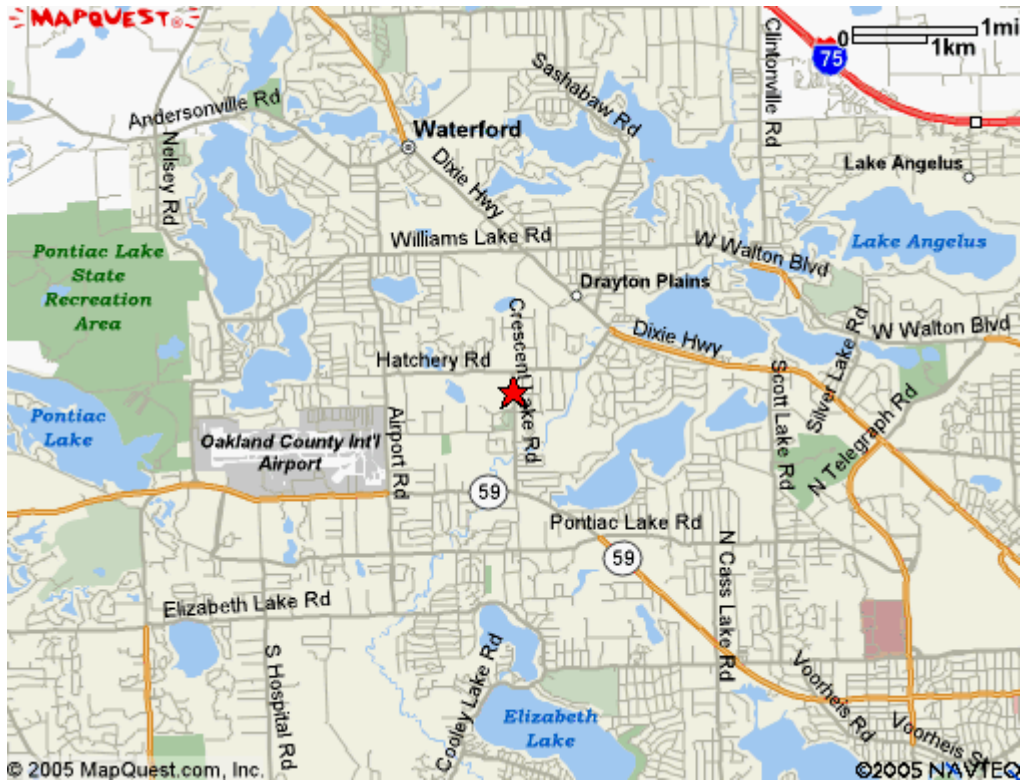 MAPQUEST
0 1mi
1km
75
Clintonville Rd
Sashabaw Rd
Andersonville Rd
Nelsey Rd
Waterford
Dixie Hwy
Lake Angelus
Williams Lake Rd
W Walton Blvd
Lake Angelus
Pontiac Lake
State
Recreation
Area
Drayton Plains
Crescent Lake Rd
Dixie Hwy
W Walton Blvd
Hatchery Rd
Scott Lake Rd
Silver Lake Rd
N Telegraph Rd
Pontiac
Lake
Oakland County Int'l
Airport
Airport Rd
59
Pontiac Lake Rd
59
N Cass Lake Rd
Elizabeth Lake Rd
S Hospital Rd
Cooley Lake Rd
Elizabeth
Lake
Voorheis Rd
Voorheis S
© 2005 MapQuest.com, Inc.
©2005 NAVTEQ